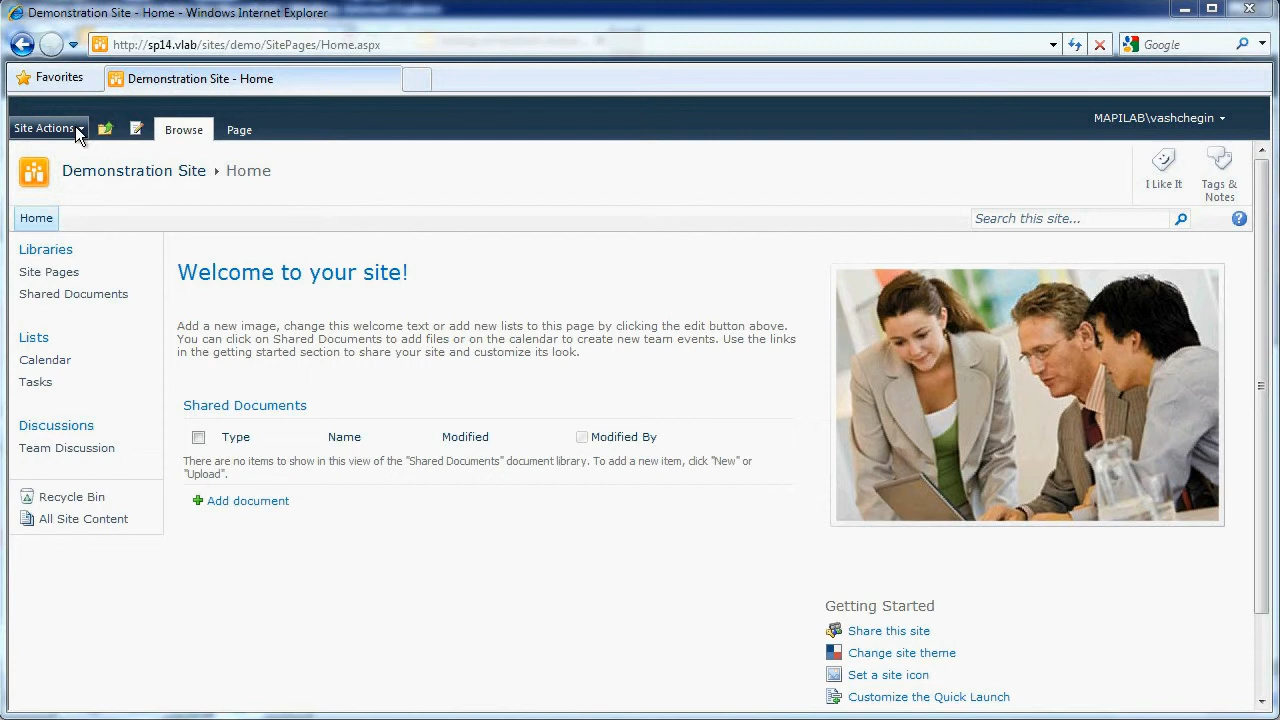 Demonstration Site - Home - Windows Internet Explorer
http://sp14.vlab/sites/demo/SitePages/Home.aspx
Google
Favorites
Demonstration Site - Home
Site Actions
Browse
Page
MAPILAB\vashchegin
Demonstration Site
Home
I Like It
Tags &
Notes
Home
Search this site...
Libraries
Site Pages
Shared Documents
Lists
Calendar
Tasks
Discussions
Team Discussion
Recycle Bin
All Site Content
Welcome to your site!
Add a new image, change this welcome text or add new lists to this page by clicking the edit button above.
You can click on Shared Documents to add files or on the calendar to create new team events. Use the links
in the getting started section to share your site and customize its look.
Shared Documents
Type Name Modified Modified By
There are no items to show in this view of the "Shared Documents" document library. To add a new item, click "New" or
"Upload".
Add document
Getting Started
Share this site
Change site theme
Set a site icon
Customize the Quick Launch